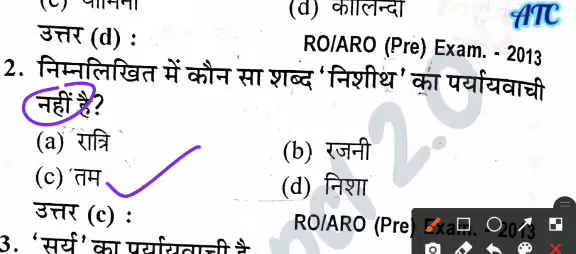 (c) यामिनी (d) कालिन्दी
ATC
उत्तर (d) : RO/ARO (Pre) Exam. - 2013
2. निम्नलिखित में कौन सा शब्द ‘निशीथ’ का पर्यायवाची
नहीं है?
(a) रात्रि (b) रजनी
(c) तम (d) निशा
उत्तर (c) : RO/ARO (Pre) Exam. - 2013
3. ‘सूर्य’ का पर्यायवाची है